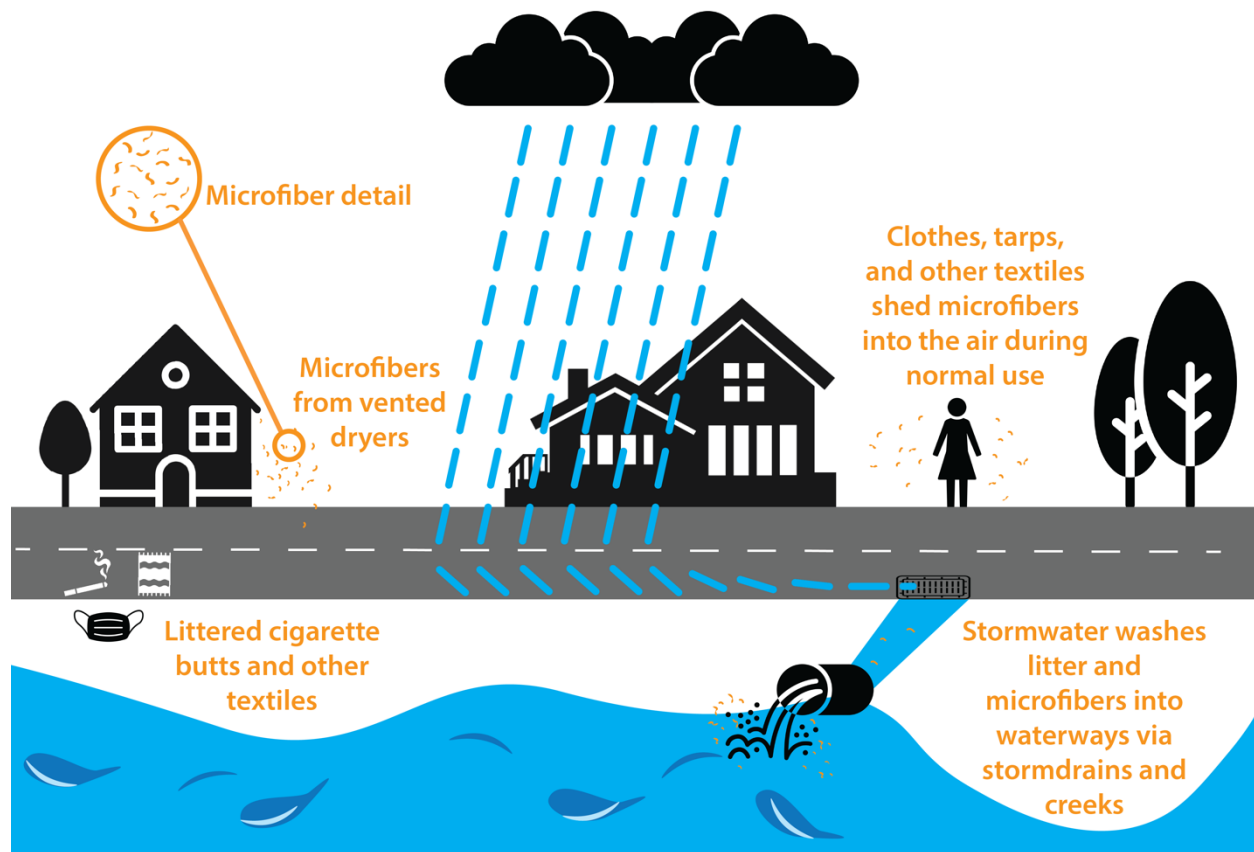 Microfiber detail
Clothes, tarps,
and other textiles
shed microfibers
into the air during
normal use
Microfibers
from vented
dryers
Littered cigarette
butts and other
textiles
Stormwater washes
litter and
microfibers into
waterways via
stormdrains and
creeks